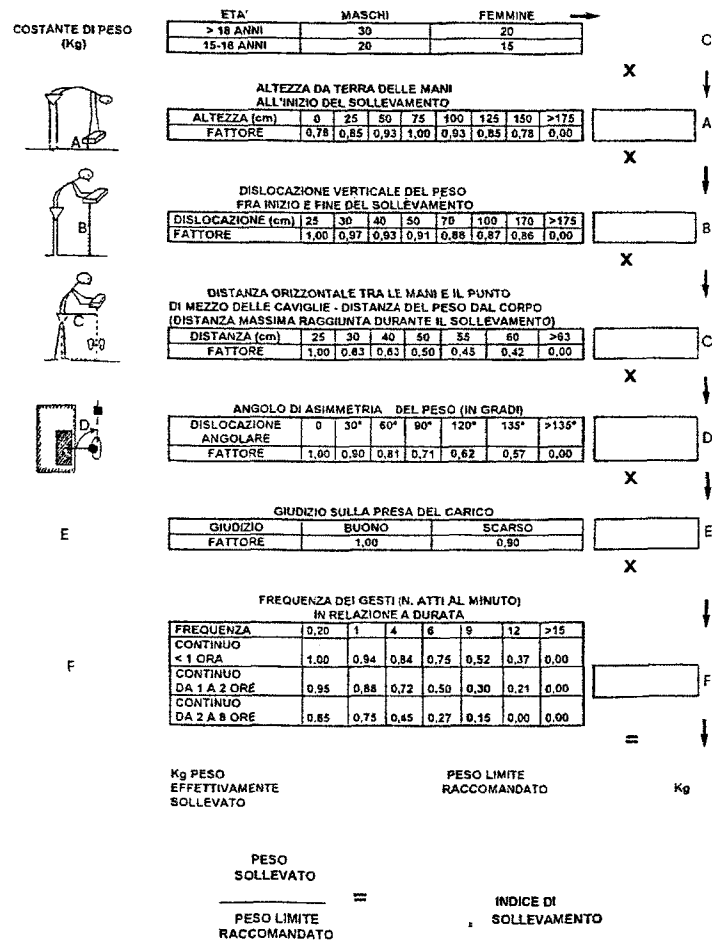 COSTANTE DI PESO
(Kg)
ETA' MASCHI FEMMINE
> 18 ANNI 30 20
15-18 ANNI 20 15
C
X
ALTEZZA DA TERRA DELLE MANI
ALL'INIZIO DEL SOLLEVAMENTO
ALTEZZA (cm) 0 25 50 75 100 125 150 >175
FATTORE 0,78 0,85 0,93 1,00 0,93 0,85 0,78 0,00
A
A
X
DISLOCAZIONE VERTICALE DEL PESO
FRA INIZIO E FINE DEL SOLLEVAMENTO
DISLOCAZIONE (cm) 25 30 40 50 70 100 170 >175
FATTORE 1,00 0,97 0,93 0,91 0,88 0,87 0,86 0,00
B
B
X
DISTANZA ORIZZONTALE TRA LE MANI E IL PUNTO
DI MEZZO DELLE CAVIGLIE - DISTANZA DEL PESO DAL CORPO
(DISTANZA MASSIMA RAGGIUNTA DURANTE IL SOLLEVAMENTO)
DISTANZA (cm) 25 30 40 50 55 60 >63
FATTORE 1,00 0,83 0,63 0,50 0,45 0,42 0,00
C
C
X
ANGOLO DI ASIMMETRIA DEL PESO (IN GRADI)
DISLOCAZIONE 0 30° 60° 90° 120° 135° >135°
ANGOLARE
FATTORE 1,00 0,90 0,81 0,71 0,62 0,57 0,00
D
D
X
GIUDIZIO SULLA PRESA DEL CARICO
E
GIUDIZIO BUONO SCARSO
FATTORE 1,00 0,90
E
X
FREQUENZA DEI GESTI (N. ATTI AL MINUTO)
IN RELAZIONE A DURATA
FREQUENZA 0,20 1 4 6 9 12 >15
CONTINUO
< 1 ORA 1,00 0,94 0,84 0,75 0,52 0,37 0,00
F
CONTINUO
DA 1 A 2 ORE 0,95 0,88 0,72 0,50 0,30 0,21 0,00
F
CONTINUO
DA 2 A 8 ORE 0,85 0,75 0,45 0,27 0,15 0,00 0,00
=
Kg PESO
EFFETTIVAMENTE
SOLLEVATO
PESO LIMITE
RACCOMANDATO
Kg
PESO
SOLLEVATO
=
PESO LIMITE
RACCOMANDATO
INDICE DI
SOLLEVAMENTO